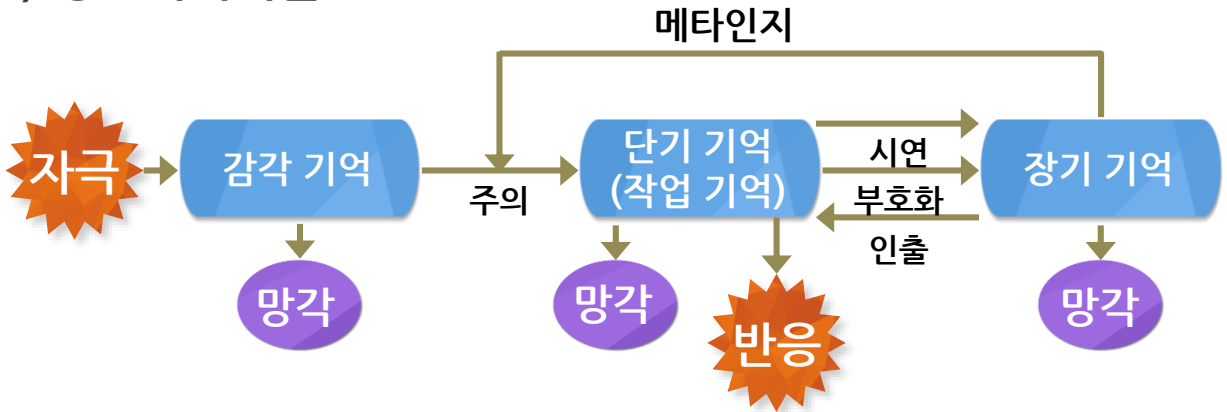 메타인지
자극
감각 기억
주의
단기 기억
(작업 기억)
시연
부호화
인출
장기 기억
망각
망각
반응
망각